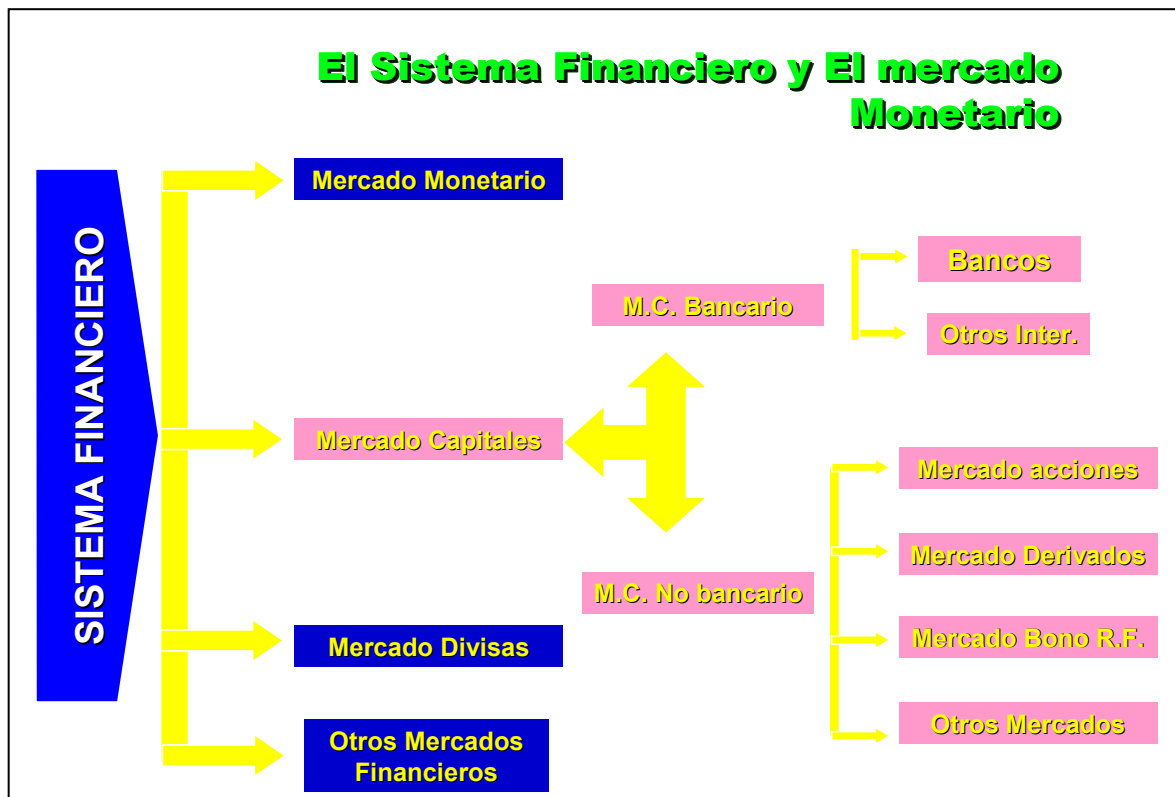 El Sistema Financiero y El mercado
Monetario
SISTEMA FINANCIERO
Mercado Monetario
Mercado Capitales
Mercado Divisas
Otros Mercados
Financieros
M.C. Bancario
M.C. No bancario
Bancos
Otros Inter.
Mercado acciones
Mercado Derivados
Mercado Bono R.F.
Otros Mercados